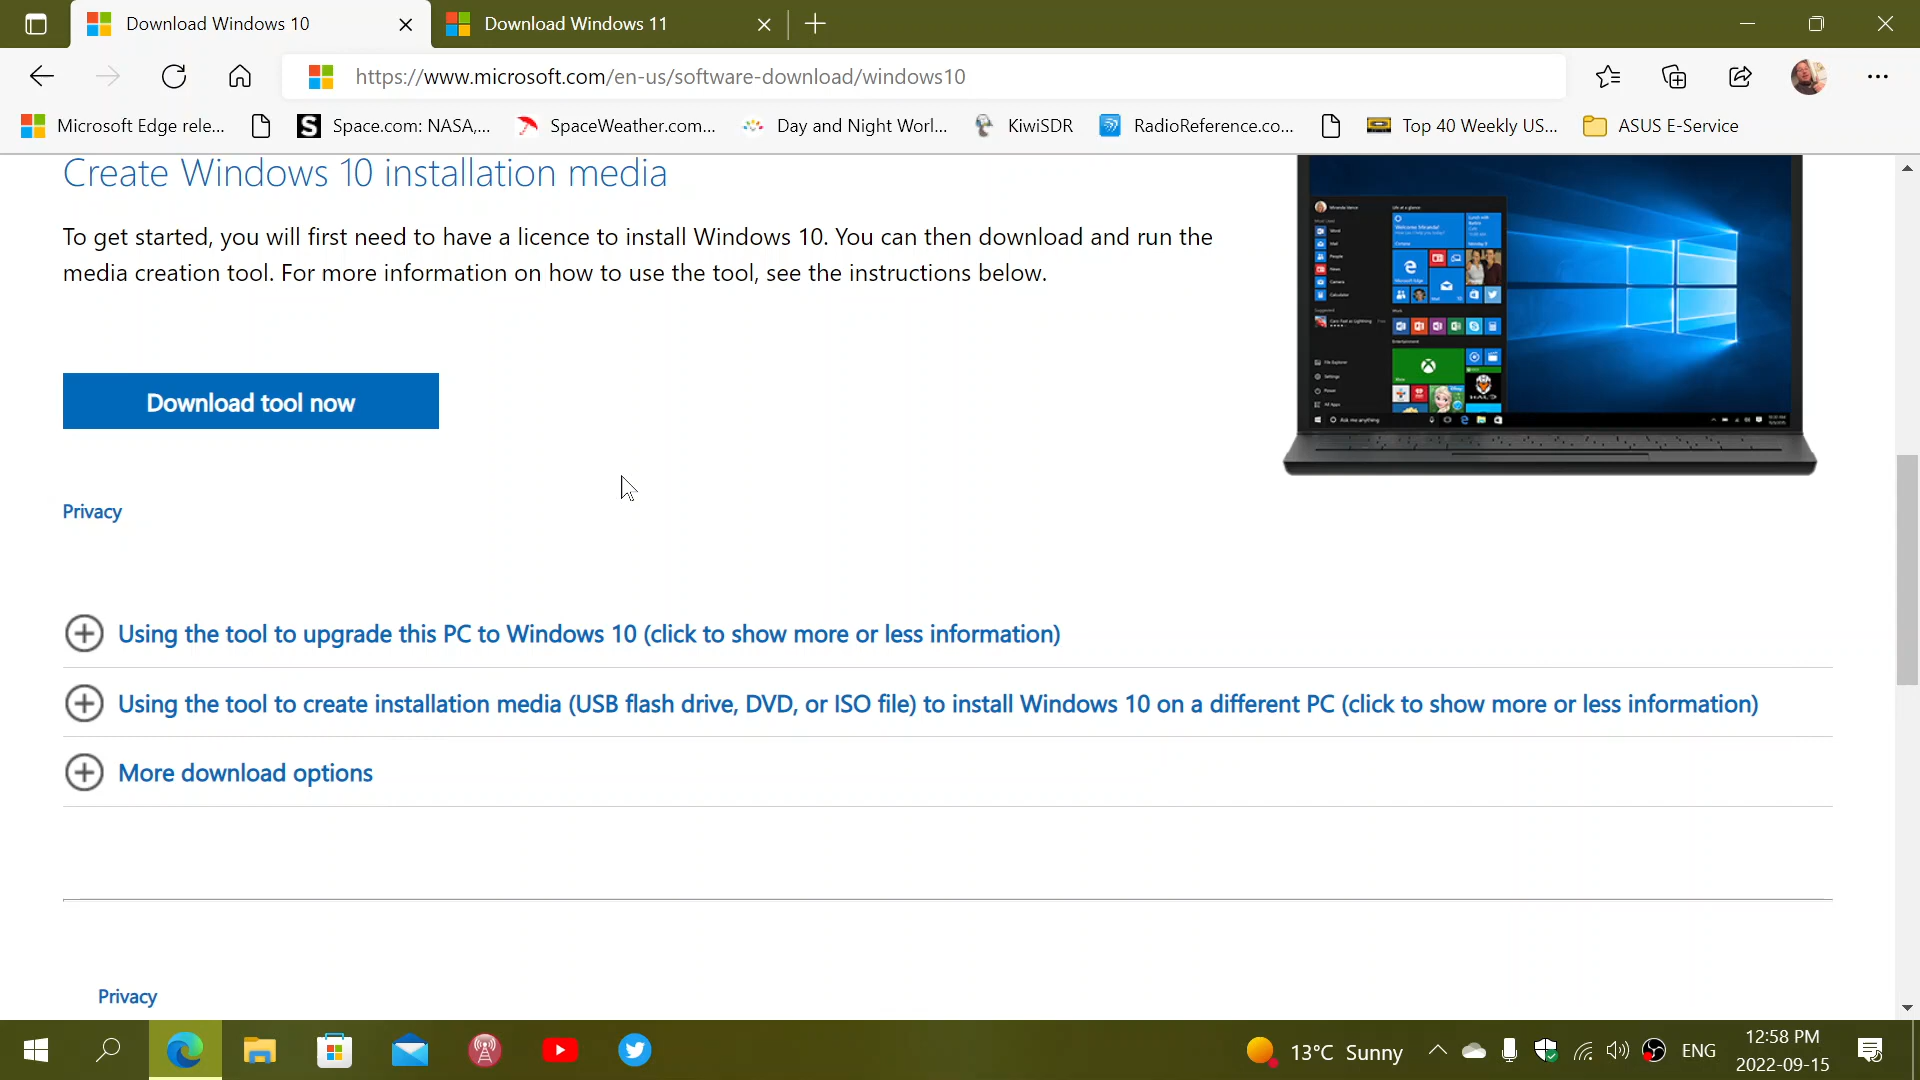 Download Windows 10
Download Windows 11
https://www.microsoft.com/en-us/software-download/windows10
Microsoft Edge rele...
Space.com: NASA,...
SpaceWeather.com...
Day and Night Worl...
KiwiSDR
RadioReference.co...
Top 40 Weekly US...
ASUS E-Service
Create Windows 10 installation media
To get started, you will first need to have a licence to install Windows 10. You can then download and run the
media creation tool. For more information on how to use the tool, see the instructions below.
Download tool now
Privacy
Using the tool to upgrade this PC to Windows 10 (click to show more or less information)
Using the tool to create installation media (USB flash drive, DVD, or ISO file) to install Windows 10 on a different PC (click to show more or less information)
More download options
Privacy
13°C Sunny
ENG
12:58 PM
2022-09-15